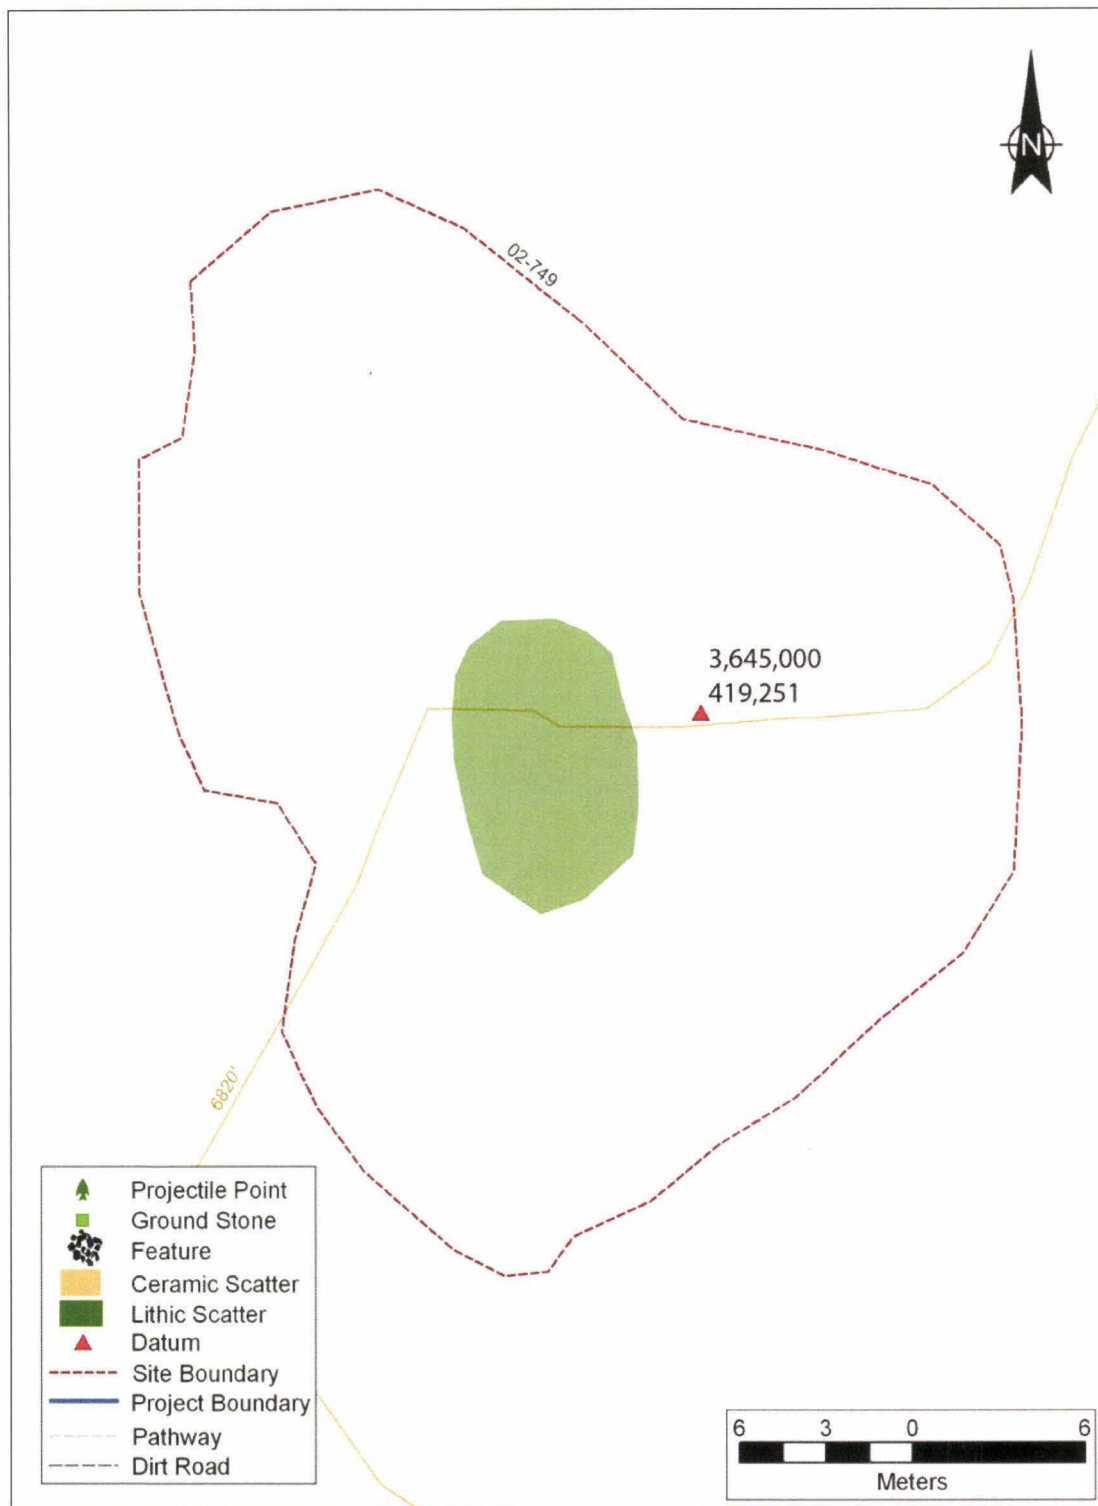 N
02-749
3,645,000
419,251
6820'
Projectile Point
Ground Stone
Feature
Ceramic Scatter
Lithic Scatter
Datum
Site Boundary
Project Boundary
Pathway
Dirt Road
6 3 0 6
Meters